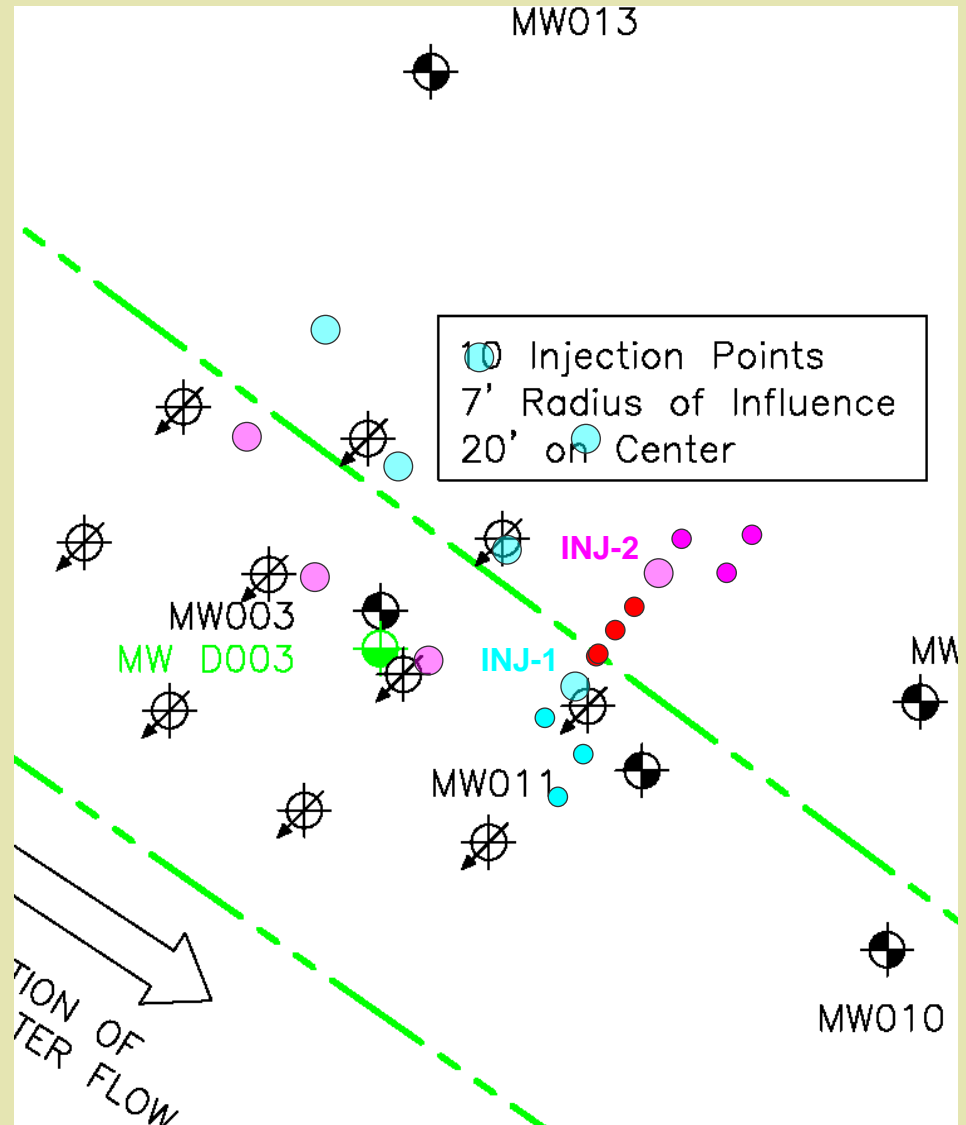 MW013
10 Injection Points
7' Radius of Influence
20' on Center
INJ-2
MW003
MW D003
INJ-1
MW
MW011
MW010
TION OF
TER FLOW